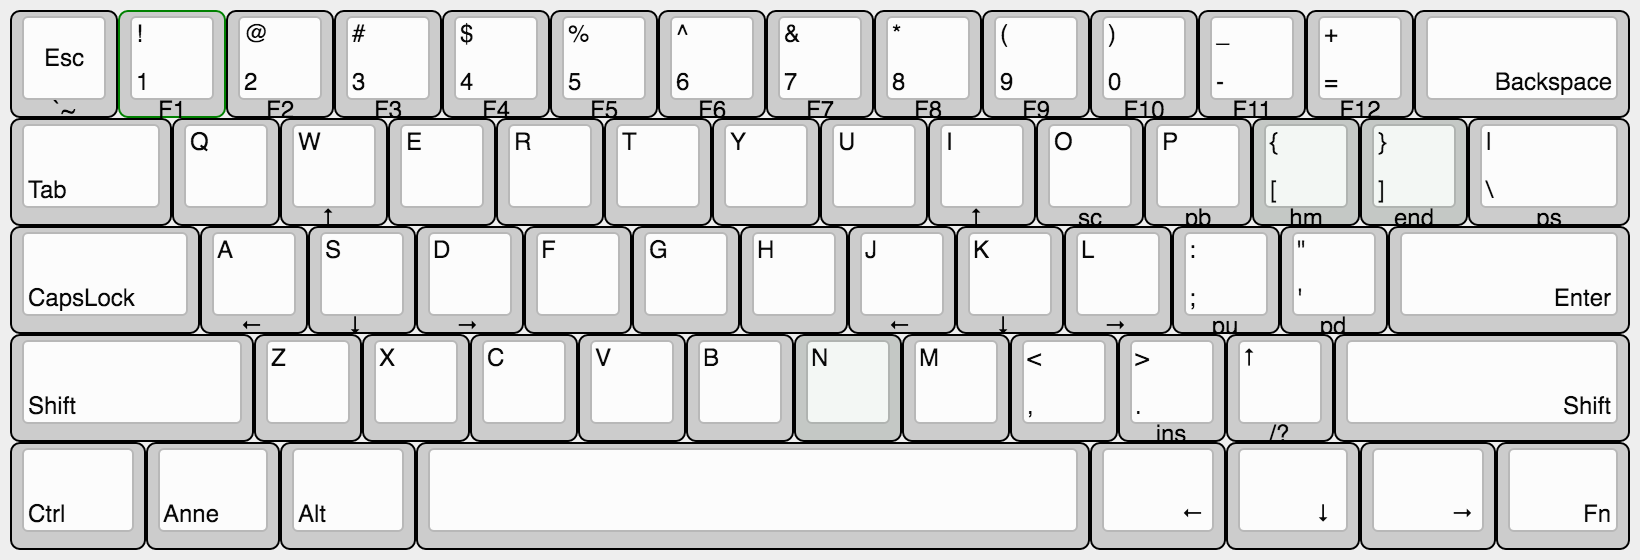 Esc ! @ # $ % ^ & * ( ) _ +
1 2 3 4 5 6 7 8 9 0 - = Backspace
`~ F1 F2 F3 F4 F5 F6 F7 F8 F9 F10 F11 F12
Q W E R T Y U I O P { } |
Tab [ ] \
↑ ↑ sc pb hm end ps
A S D F G H J K L : "
CapsLock ; ' Enter
← ↓ → ← ↓ → pu pd
Z X C V B N M < > ↑
Shift , . Shift
ins /?
Ctrl Anne Alt ← ↓ → Fn